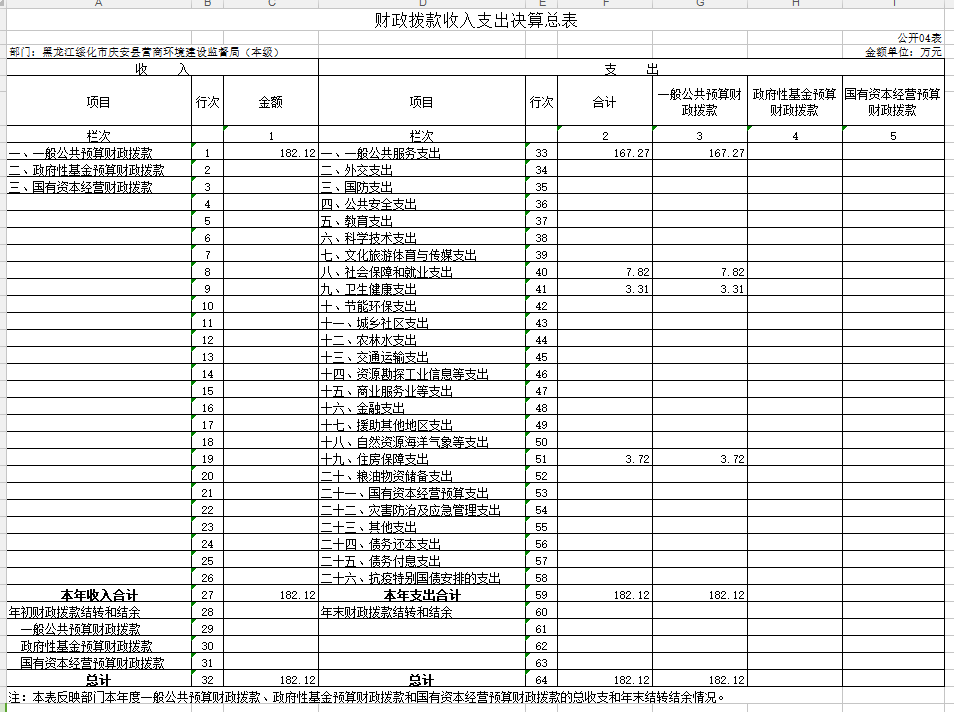 A B C D E F G H I
财政拨款收入支出决算总表
公开04表
部门：黑龙江绥化市庆安县营商环境建设监督局（本级） 金额单位：万元
收 入 支 出
项目 行次 金额 项目 行次 合计 一般公共预算财政拨款 政府性基金预算财政拨款 国有资本经营预算财政拨款
栏次 1 栏次 2 3 4 5
一、一般公共预算财政拨款 1 182.12 一、一般公共服务支出 33 167.27 167.27
二、政府性基金预算财政拨款 2 二、外交支出 34
三、国有资本经营财政拨款 3 三、国防支出 35
4 四、公共安全支出 36
5 五、教育支出 37
6 六、科学技术支出 38
7 七、文化旅游体育与传媒支出 39
8 八、社会保障和就业支出 40 7.82 7.82
9 九、卫生健康支出 41 3.31 3.31
10 十、节能环保支出 42
11 十一、城乡社区支出 43
12 十二、农林水支出 44
13 十三、交通运输支出 45
14 十四、资源勘探工业信息等支出 46
15 十五、商业服务业等支出 47
16 十六、金融支出 48
17 十七、援助其他地区支出 49
18 十八、自然资源海洋气象等支出 50
19 十九、住房保障支出 51 3.72 3.72
20 二十、粮油物资储备支出 52
21 二十一、国有资本经营预算支出 53
22 二十二、灾害防治及应急管理支出 54
23 二十三、其他支出 55
24 二十四、债务还本支出 56
25 二十五、债务付息支出 57
26 二十六、抗疫特别国债安排的支出 58
本年收入合计 27 182.12 本年支出合计 59 182.12 182.12
年初财政拨款结转和结余 28 年末财政拨款结转和结余 60
一般公共预算财政拨款 29 61
政府性基金预算财政拨款 30 62
国有资本经营预算财政拨款 31 63
总计 32 182.12 总计 64 182.12 182.12
注：本表反映部门本年度一般公共预算财政拨款、政府性基金预算财政拨款和国有资本经营预算财政拨款的总收支和年末结转结余情况。